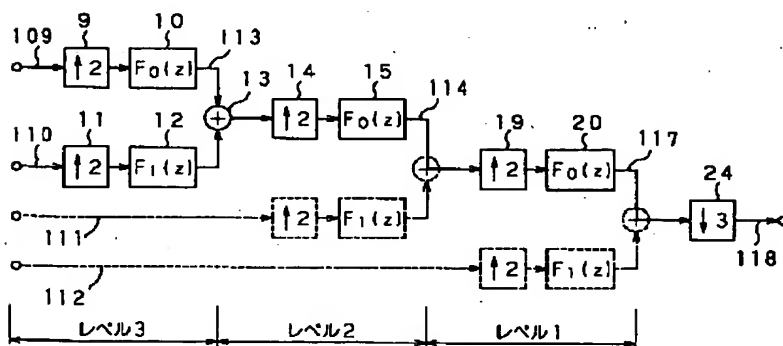 109 9 10 113
↑2 F₀(z)
13 14 15 114
110 11 12 ↑2 F₀(z) 19 20 117
↑2 F₁(z) + ↑2 F₀(z) 24
+
111 ↑2 F₁(z) + ↓3 118
112 ↑2 F₁(z)
レベル3 レベル2 レベル1